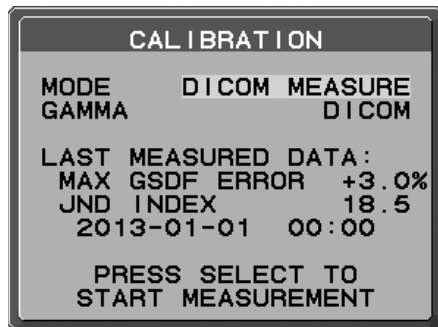 CALIBRATION
MODE DICOM MEASURE
GAMMA DICOM
LAST MEASURED DATA:
MAX GSDF ERROR +3.0%
JND INDEX 18.5
2013-01-01 00:00
PRESS SELECT TO
START MEASUREMENT